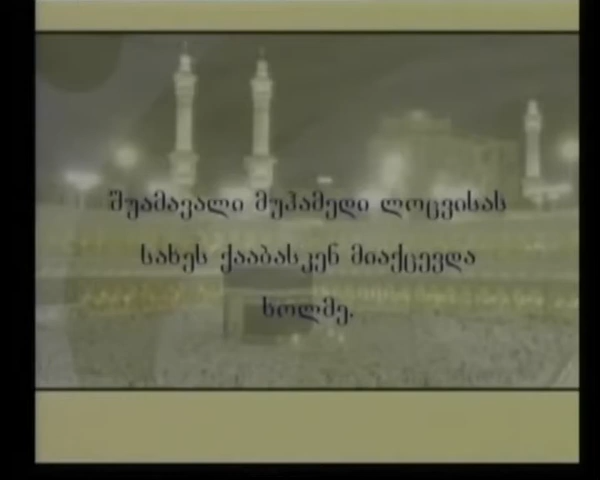 შუამავალი მუჰამედი ლოცვისას
სახეს ქააბასკენ მიაქცევდა
ხოლმე.